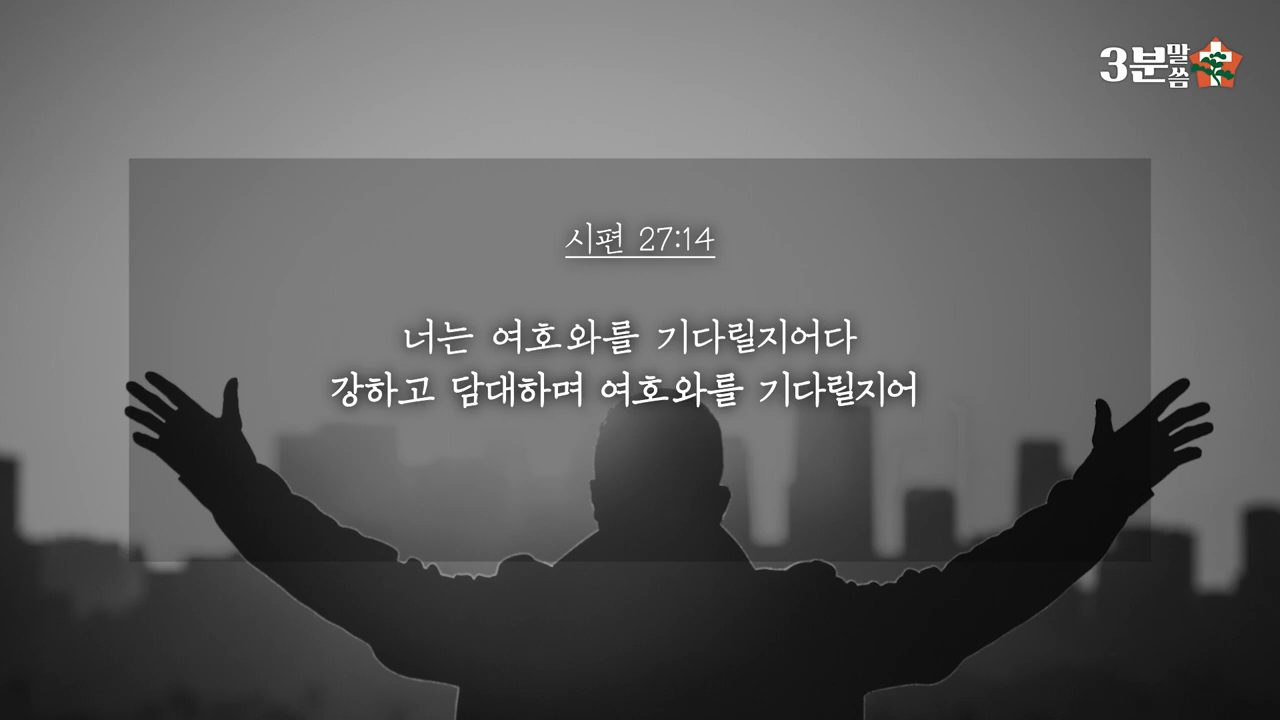 3분 말씀
시편 27:14
너는 여호와를 기다릴지어다
강하고 담대하며 여호와를 기다릴지어